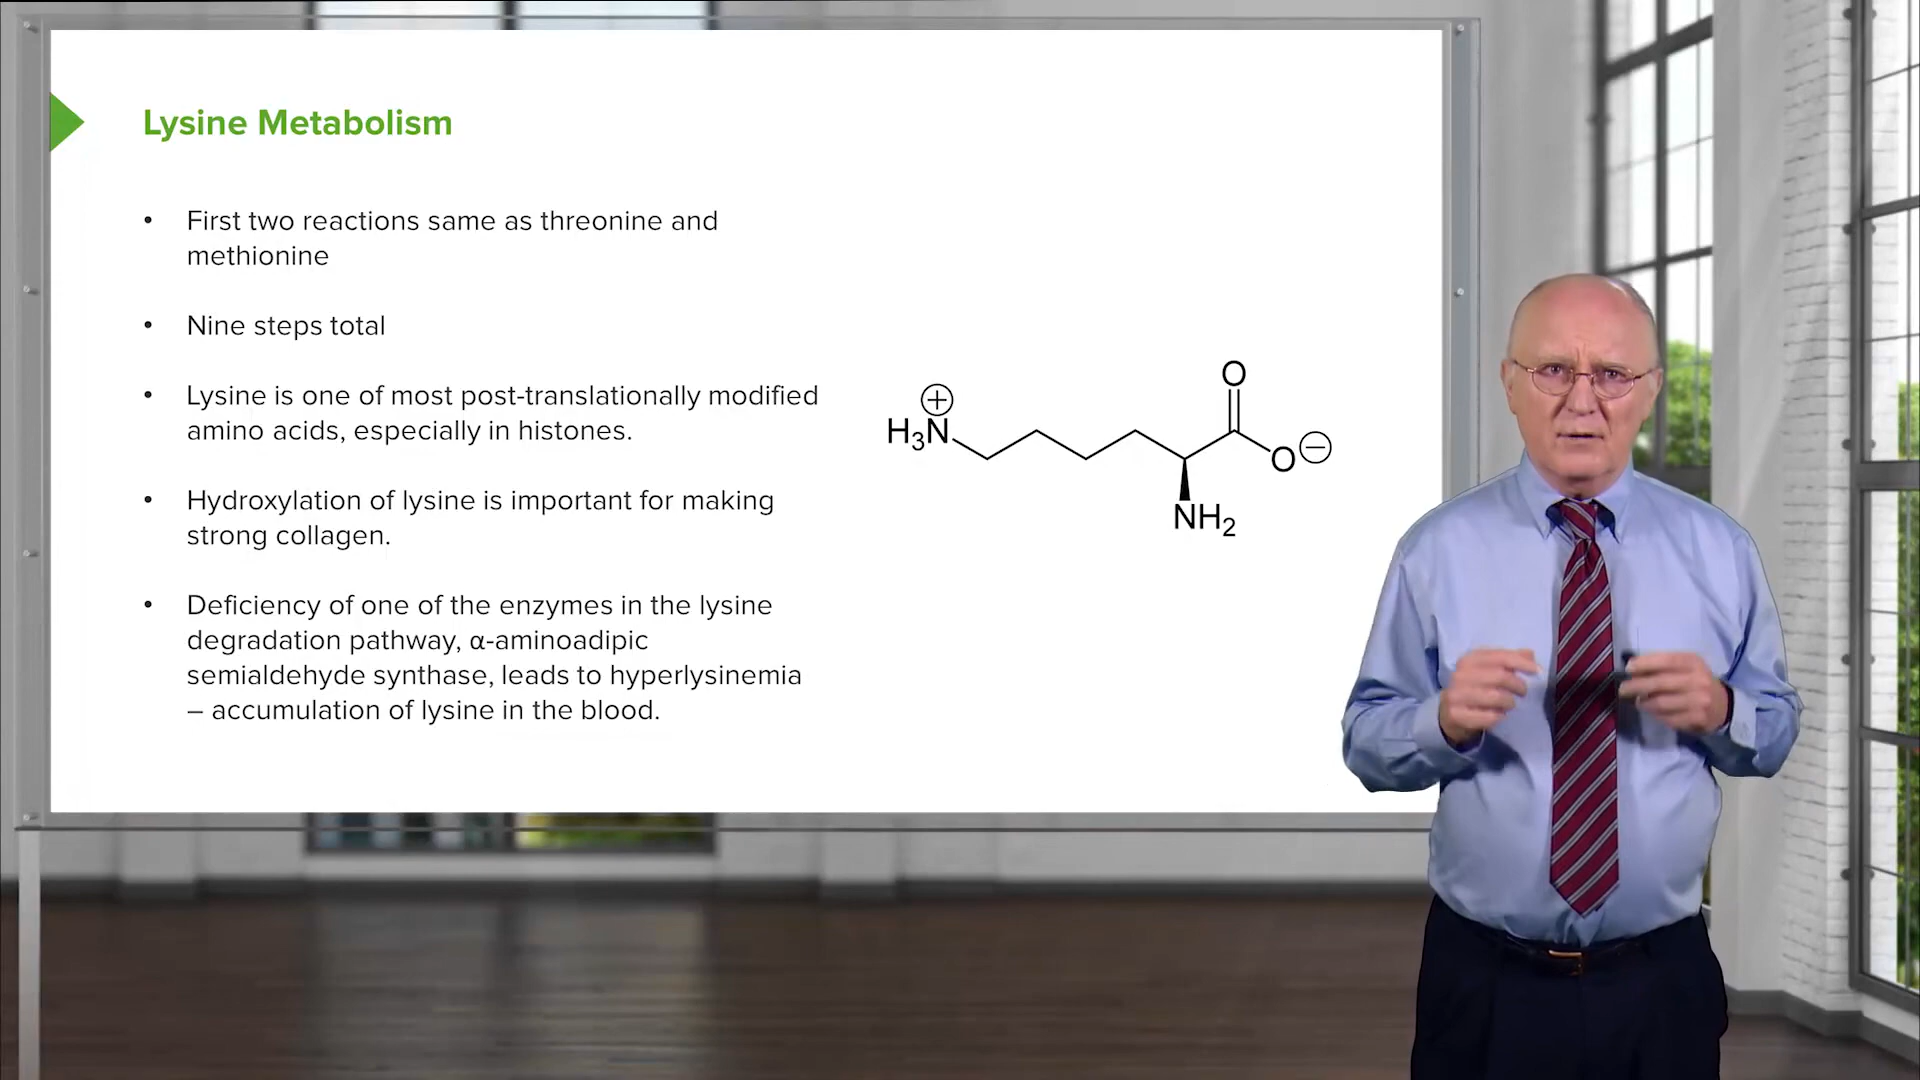 Lysine Metabolism
• First two reactions same as threonine and
methionine
• Nine steps total
• Lysine is one of most post-translationally modified
amino acids, especially in histones.
• Hydroxylation of lysine is important for making
strong collagen.
• Deficiency of one of the enzymes in the lysine
degradation pathway, α-aminoadipic
semialdehyde synthase, leads to hyperlysinemia
– accumulation of lysine in the blood.
O
⊕
H₃N
O⊖
NH₂